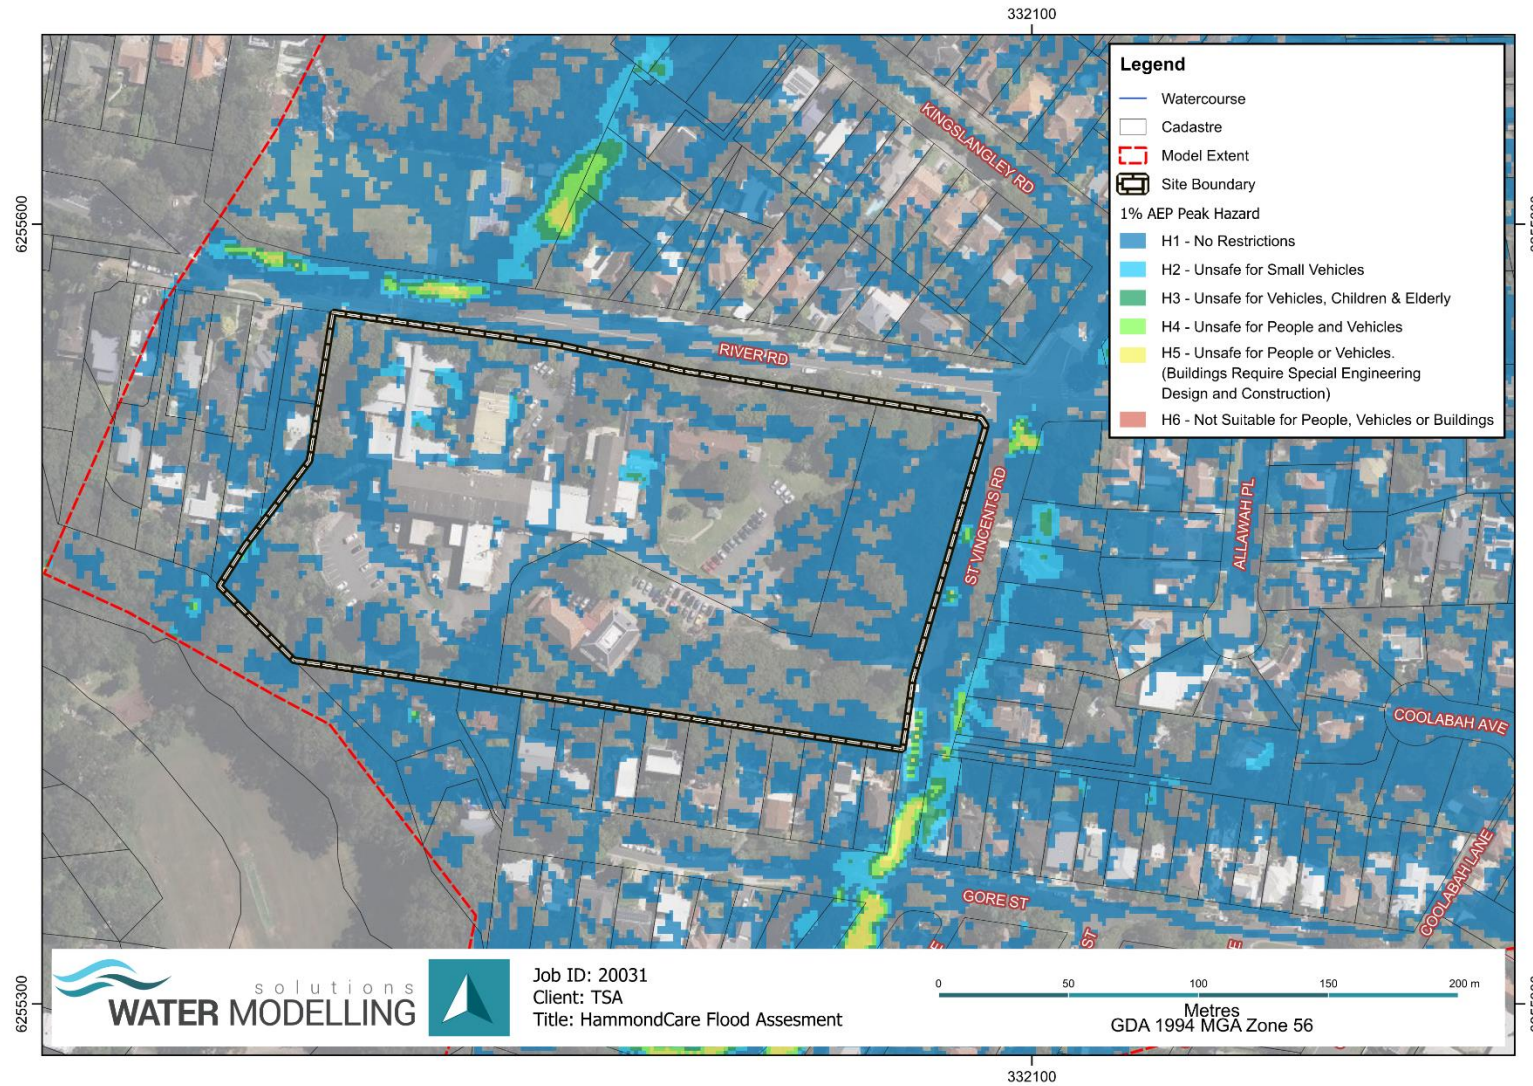 332100
Legend
Watercourse
Cadastre
Model Extent
Site Boundary
1% AEP Peak Hazard
H1 - No Restrictions
H2 - Unsafe for Small Vehicles
H3 - Unsafe for Vehicles, Children & Elderly
H4 - Unsafe for People and Vehicles
H5 - Unsafe for People or Vehicles.
(Buildings Require Special Engineering
Design and Construction)
H6 - Not Suitable for People, Vehicles or Buildings
KINGSLANGLEY RD
6255600
RIVER RD
ST VINCENTS RD
ALLAWAH PL
COOLABAH AVE
COOLABAH LANE
GORE ST
E
ST
E
solutions
WATER MODELLING
Job ID: 20031
Client: TSA
Title: HammondCare Flood Assesment
0 50 100 150 200 m
Metres
GDA 1994 MGA Zone 56
6255300
332100